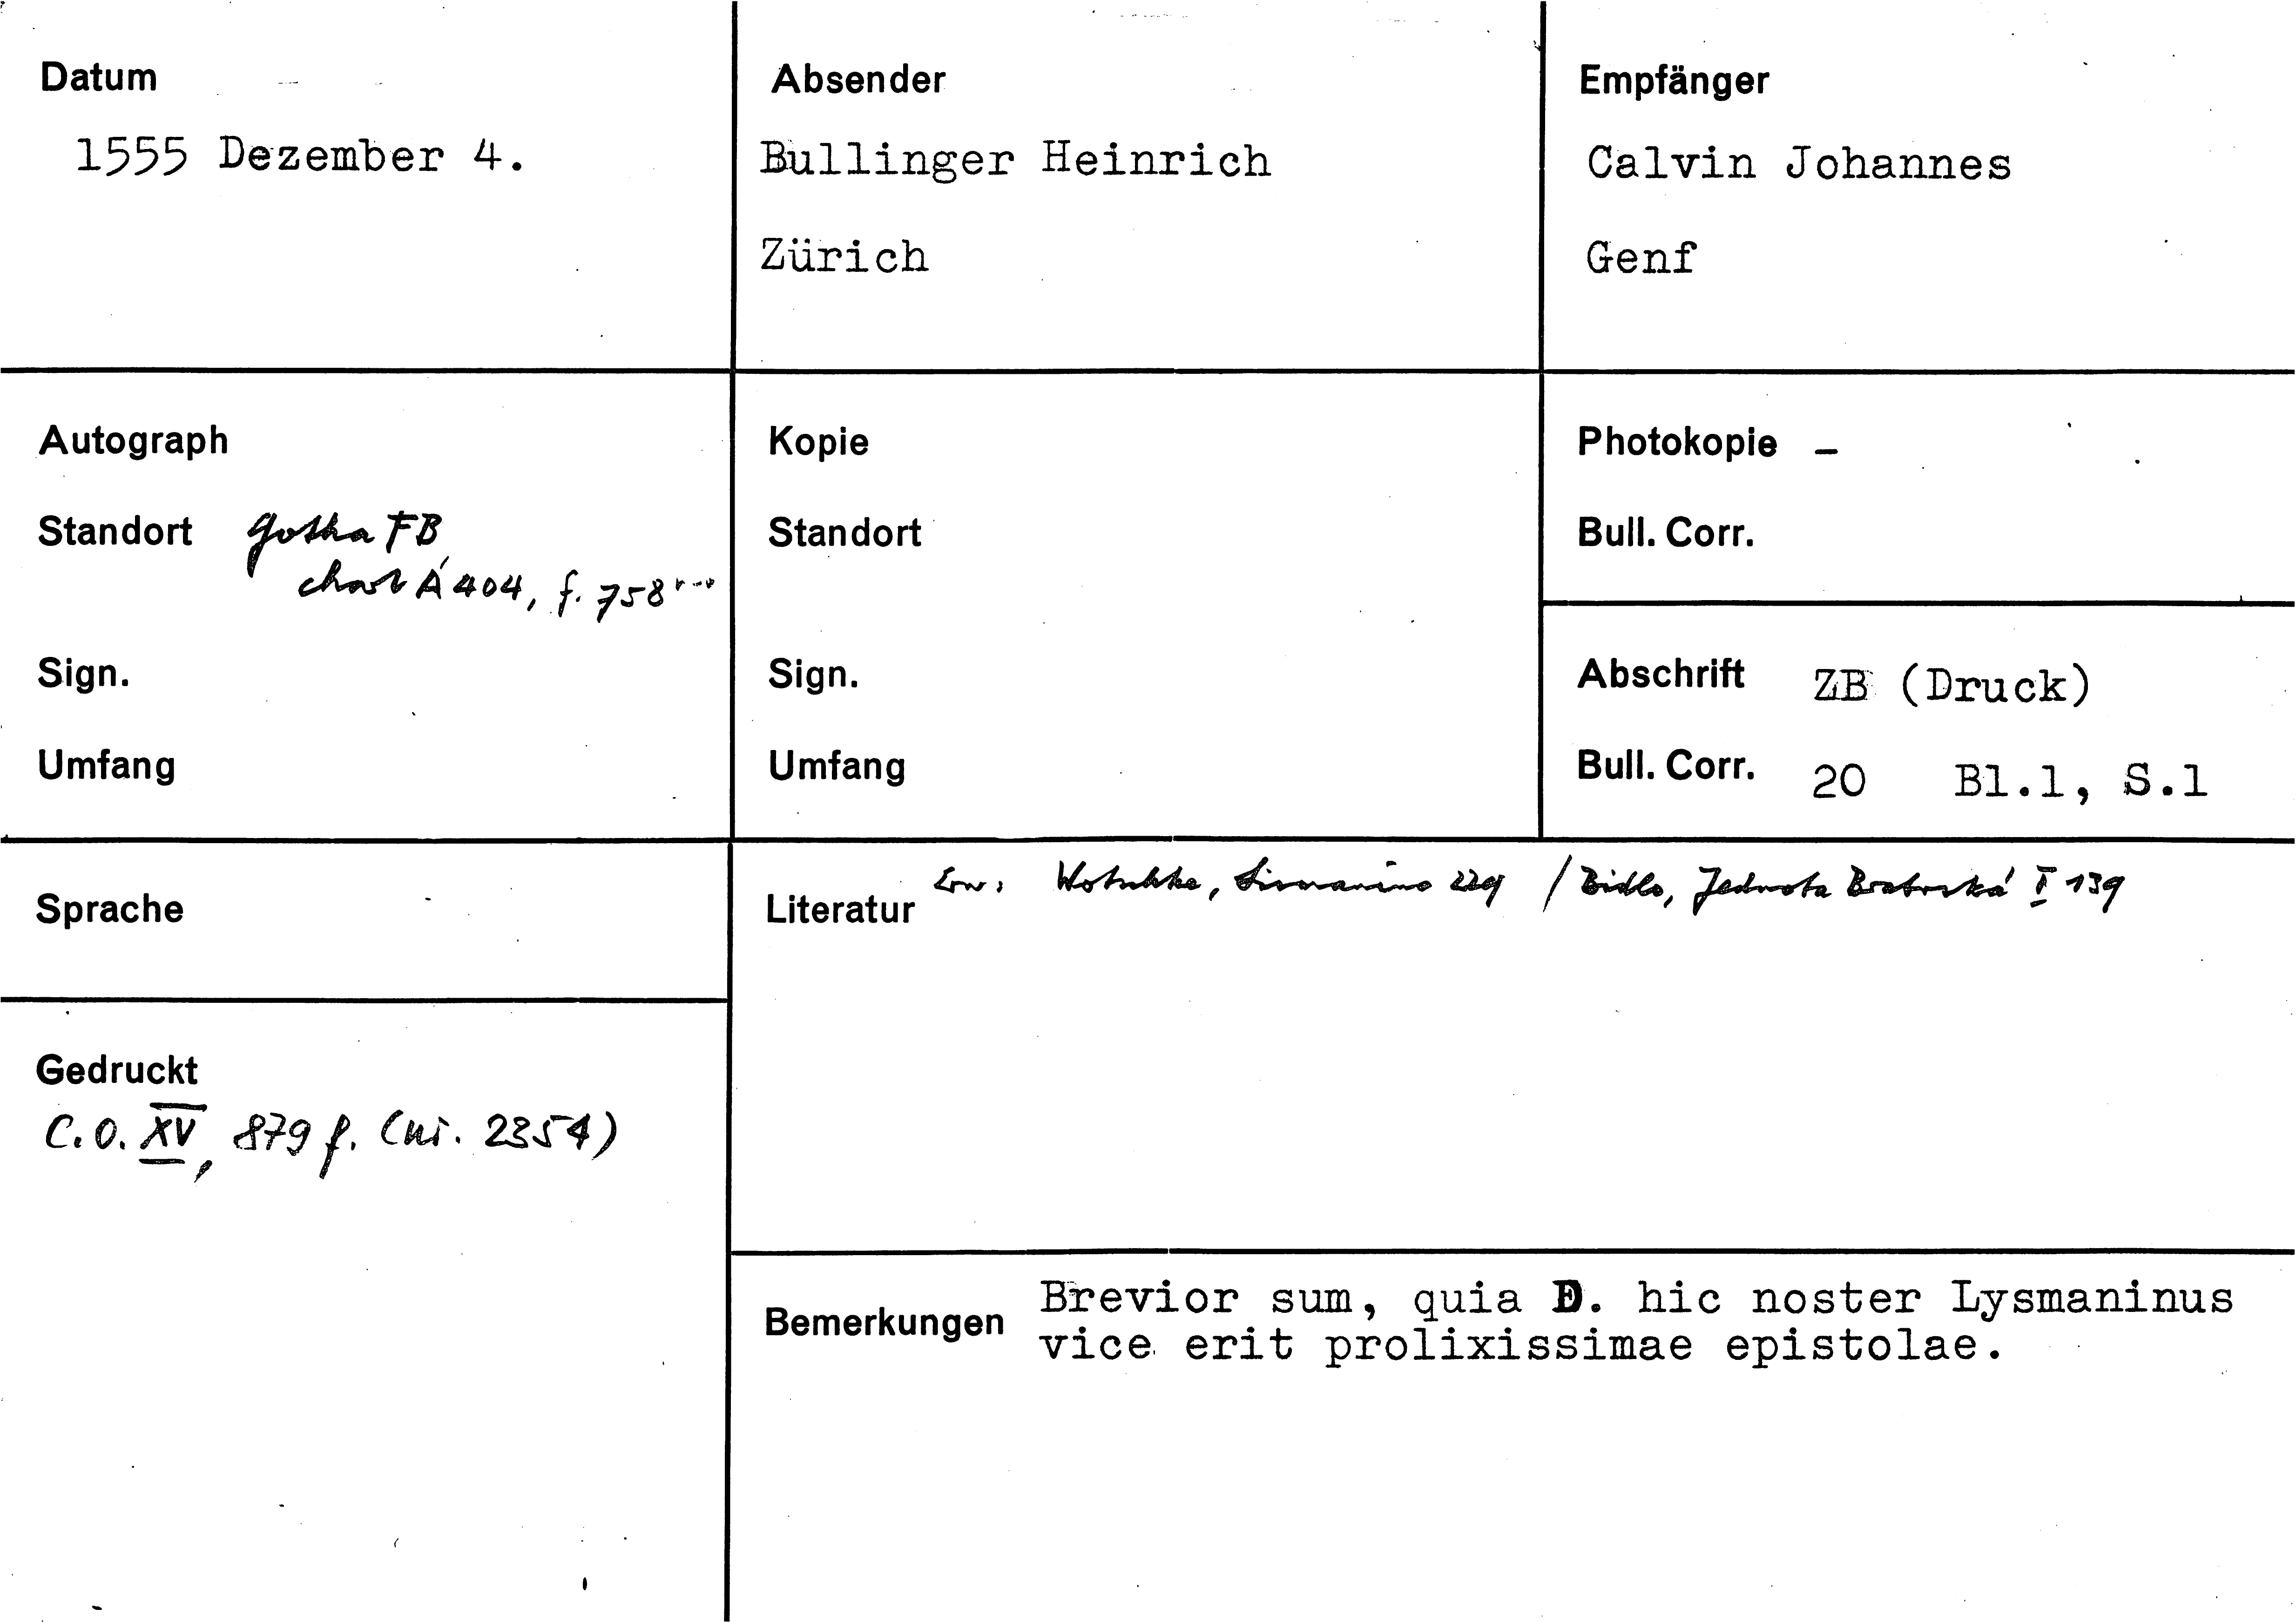 Datum
1555 Dezember 4.
Absender
Bullinger Heinrich
Zürich
Empfänger
Calvin Johannes
Genf
Autograph
Standort Gotha FB,
chart A 404, f. 758
Sign.
Umfang
Kopie
Standort
Sign.
Umfang
Photokopie –
Bull. Corr.
Abschrift ZB (Druck)
Bull. Corr. 20 Bl.1, S.1
Sprache
Gedruckt
C. O. XV, 879 f. (nr. 2354)
Literatur Erw: Wotschke, Lismanino 229 / Bidlo, Jednota Bratrská I 139
Bemerkungen Brevior sum, quia D. hic noster Lysmaninus
vice erit prolixissimae epistolae.